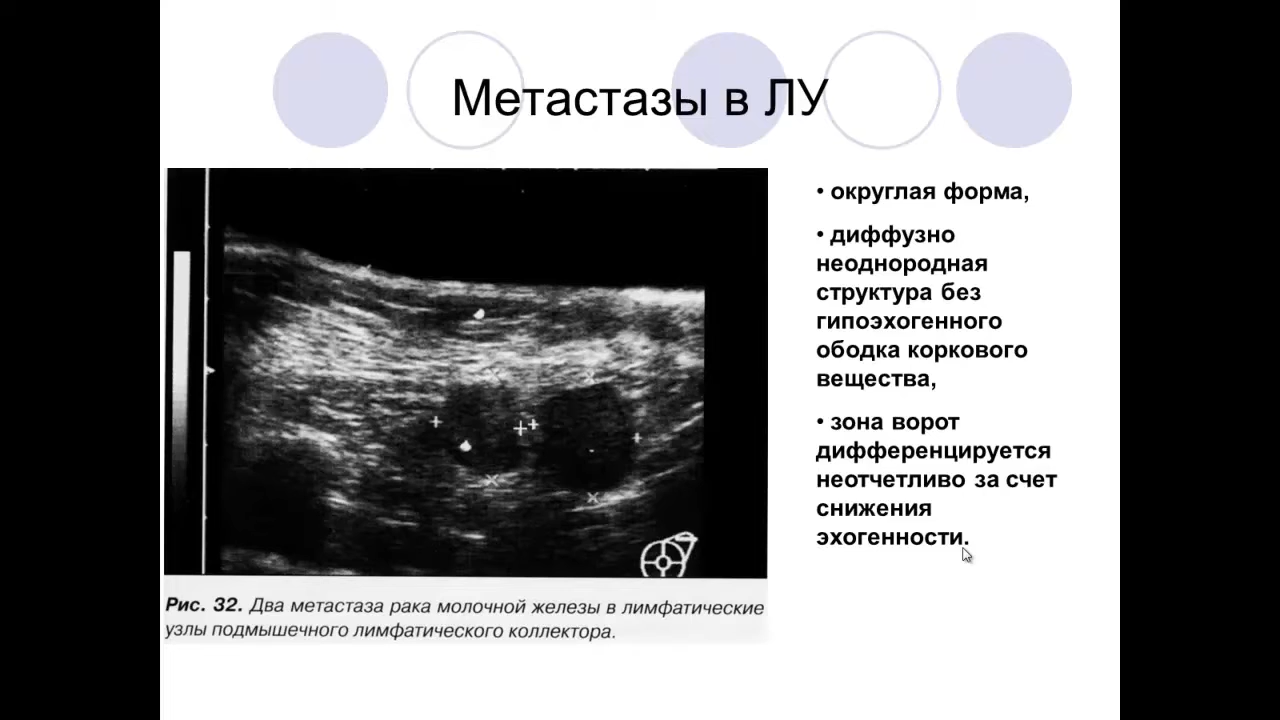 Метастазы в ЛУ
• округлая форма,
• диффузно
неоднородная
структура без
гипоэхогенного
ободка коркового
вещества,
• зона ворот
дифференцируется
неотчетливо за счет
снижения
эхогенности.
Рис. 32. Два метастаза рака молочной железы в лимфатические
узлы подмышечного лимфатического коллектора.